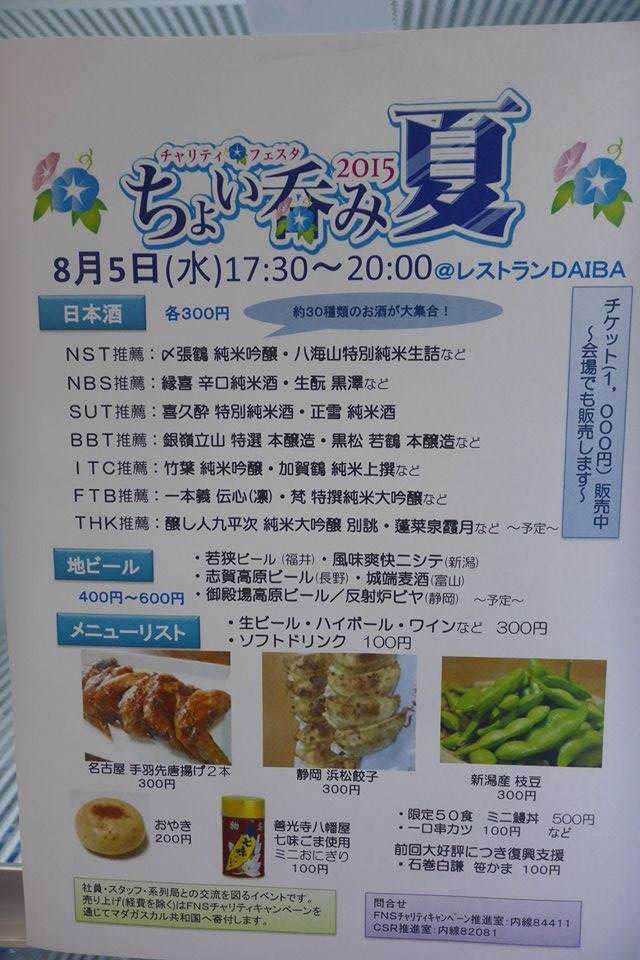 チャリティ フェスタ
ちょい呑み 2015 夏
8月5日(水)17:30〜20:00@レストランDAIBA
日本酒 各300円 約30種類のお酒が大集合！
チケット(1，000円)販売中
〜会場でも販売します〜
NST推薦：〆張鶴 純米吟醸・八海山特別純米生詰など
NBS推薦：縁喜 辛口純米酒・生酛 黒澤など
SUT推薦：喜久酔 特別純米酒・正雪 純米酒
BBT推薦：銀嶺立山 特選 本醸造・黒松 若鶴 本醸造など
ITC推薦：竹葉 純米吟醸・加賀鶴 純米上撰など
FTB推薦：一本義 伝心(凛)・梵 特撰純米大吟醸など
THK推薦：醸し人九平次 純米大吟醸 別誂・蓬莱泉霞月など 〜予定〜
地ビール
400円〜600円
・若狭ビール (福井)・風味爽快ニシテ(新潟)
・志賀高原ビール(長野)・城端麦酒(富山)
・御殿場高原ビール／反射炉ビヤ(静岡) 〜予定〜
メニューリスト
・生ビール・ハイボール・ワインなど 300円
・ソフトドリンク 100円
名古屋 手羽先唐揚げ２本
300円
静岡 浜松餃子
300円
新潟産 枝豆
300円
おやき
200円
七味
善光寺八幡屋
七味ごま使用
ミニおにぎり
100円
・限定５０食 ミニ鰻丼 500円
・一口串カツ 100円 など
前回大好評につき復興支援
・石巻白謙 笹かま 100円
社員・スタッフ・系列局との交流を図るイベントです。
売り上げ(経費を除く)はFNSチャリティキャンペーンを
通じてマダガスカル共和国へ寄付します。
問合せ
FNSチャリティキャンペーン推進室：内線84411
CSR推進室：内線82081